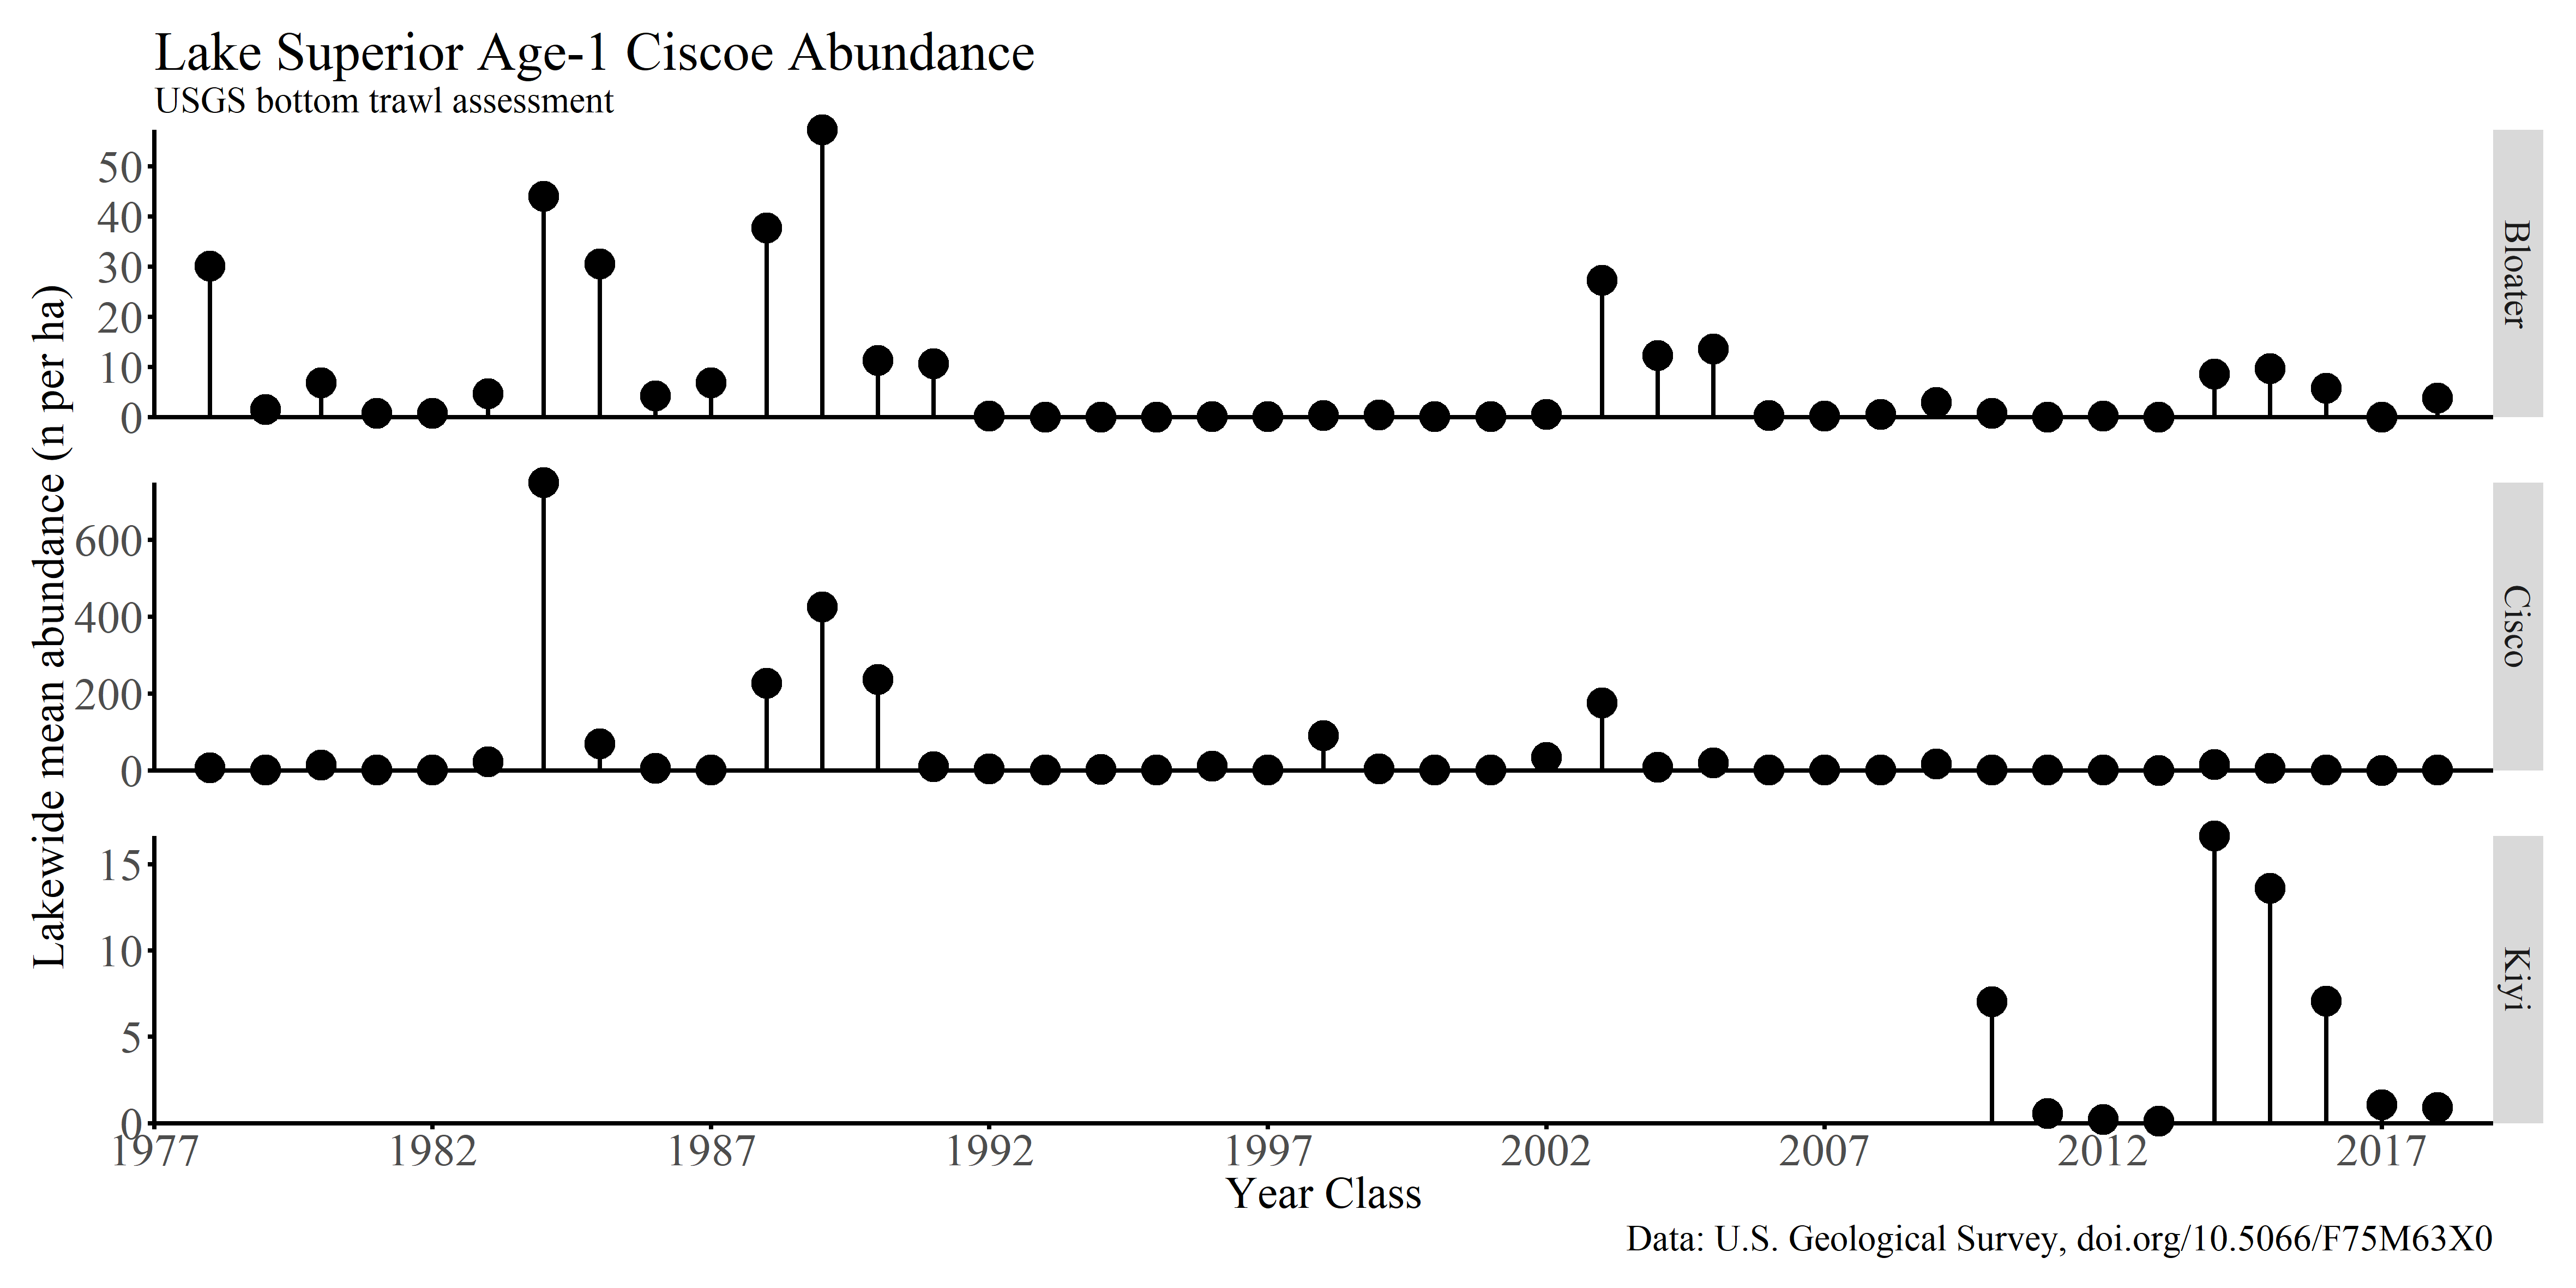 Lake Superior Age-1 Ciscoe Abundance
USGS bottom trawl assessment
Lakewide mean abundance (n per ha)
50
40
30
20
10
0
Bloater
600
400
200
0
Cisco
15
10
5
0
Kiyi
1977 1982 1987 1992 1997 2002 2007 2012 2017
Year Class
Data: U.S. Geological Survey, doi.org/10.5066/F75M63X0